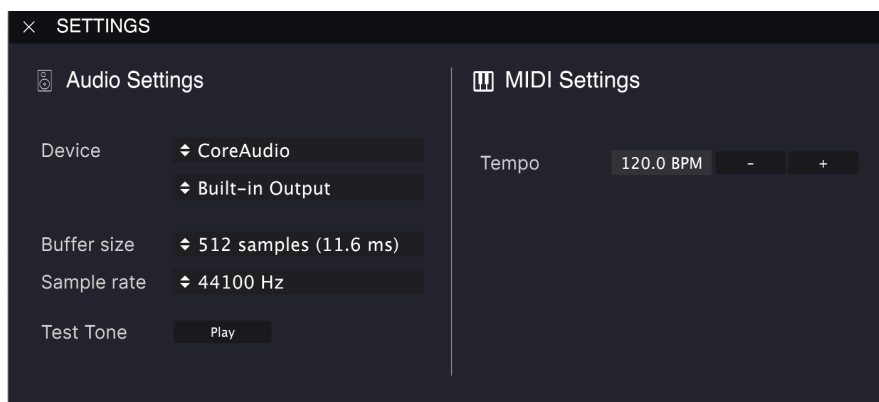 × SETTINGS
Audio Settings
Device
CoreAudio
Built-in Output
Buffer size
512 samples (11.6 ms)
Sample rate
44100 Hz
Test Tone
Play
MIDI Settings
Tempo
120.0 BPM
-
+